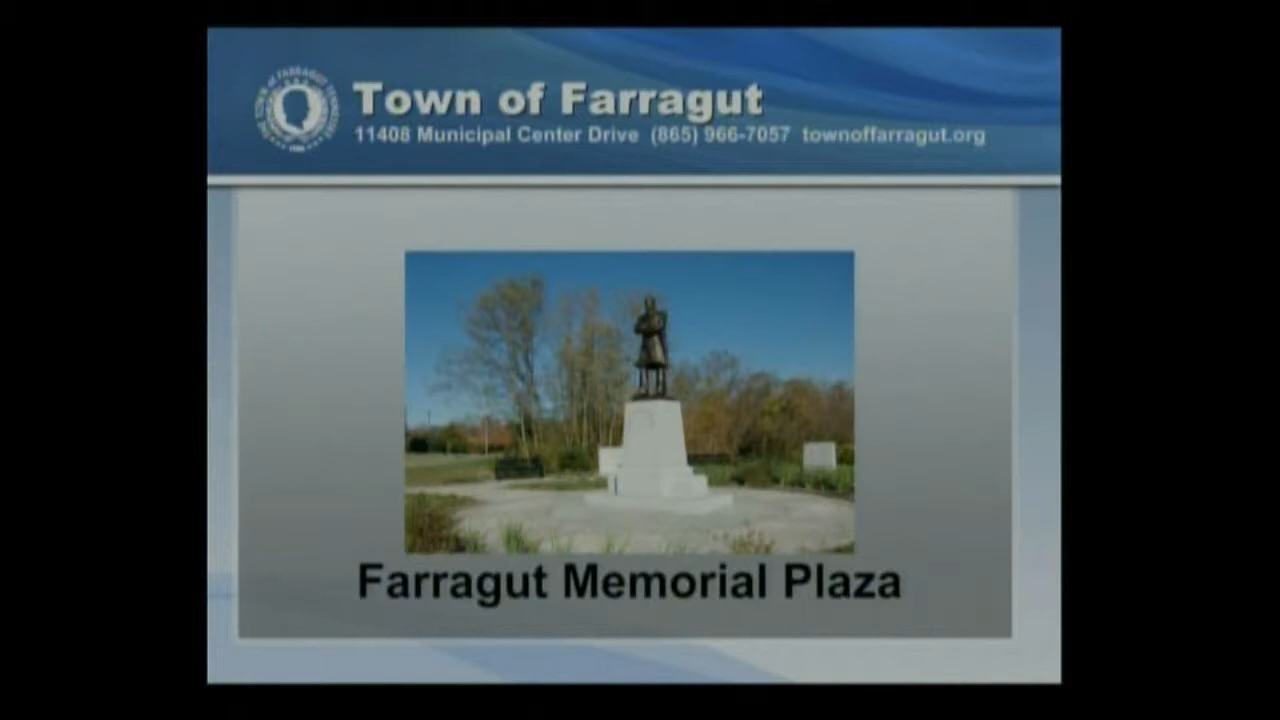 Town of Farragut
11408 Municipal Center Drive (865) 966-7057 townoffarragut.org
Farragut Memorial Plaza